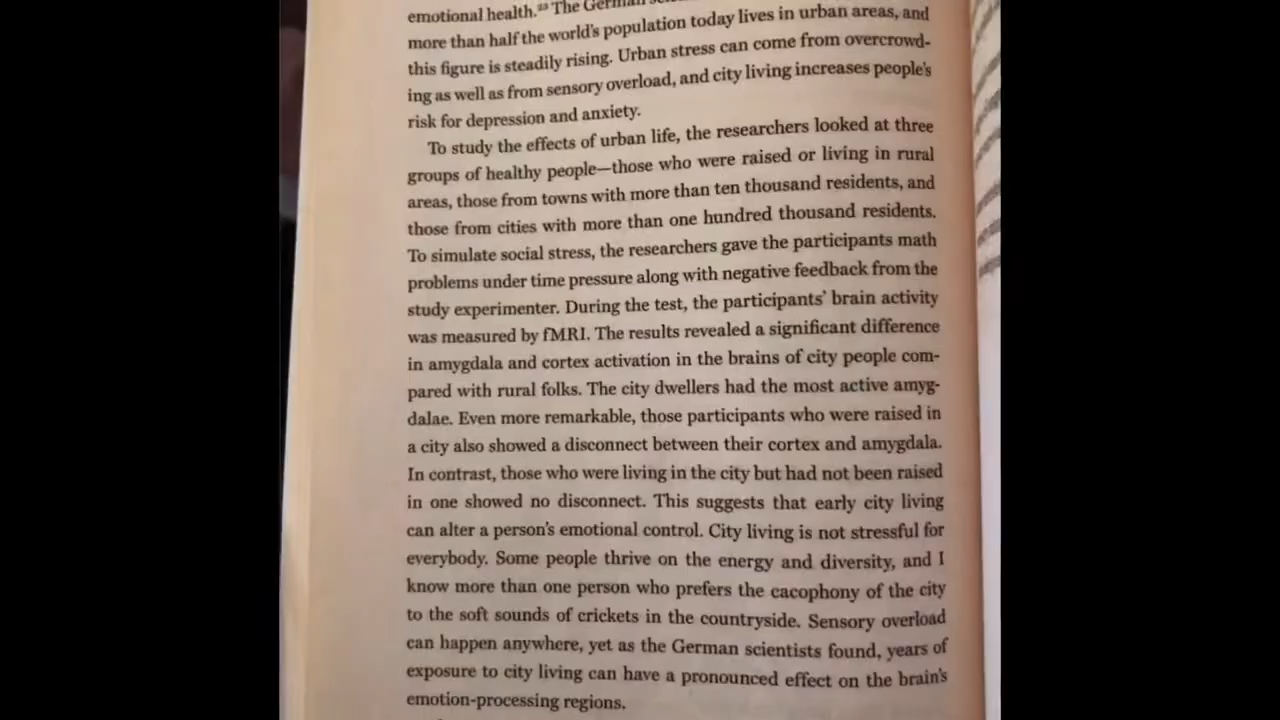 emotional health.²³ The German
more than half the world's population today lives in urban areas, and
this figure is steadily rising. Urban stress can come from overcrowd-
ing as well as from sensory overload, and city living increases people's
risk for depression and anxiety.
To study the effects of urban life, the researchers looked at three
groups of healthy people—those who were raised or living in rural
areas, those from towns with more than ten thousand residents, and
those from cities with more than one hundred thousand residents.
To simulate social stress, the researchers gave the participants math
problems under time pressure along with negative feedback from the
study experimenter. During the test, the participants' brain activity
was measured by fMRI. The results revealed a significant difference
in amygdala and cortex activation in the brains of city people com-
pared with rural folks. The city dwellers had the most active amyg-
dalae. Even more remarkable, those participants who were raised in
a city also showed a disconnect between their cortex and amygdala.
In contrast, those who were living in the city but had not been raised
in one showed no disconnect. This suggests that early city living
can alter a person's emotional control. City living is not stressful for
everybody. Some people thrive on the energy and diversity, and I
know more than one person who prefers the cacophony of the city
to the soft sounds of crickets in the countryside. Sensory overload
can happen anywhere, yet as the German scientists found, years of
exposure to city living can have a pronounced effect on the brain's
emotion-processing regions.